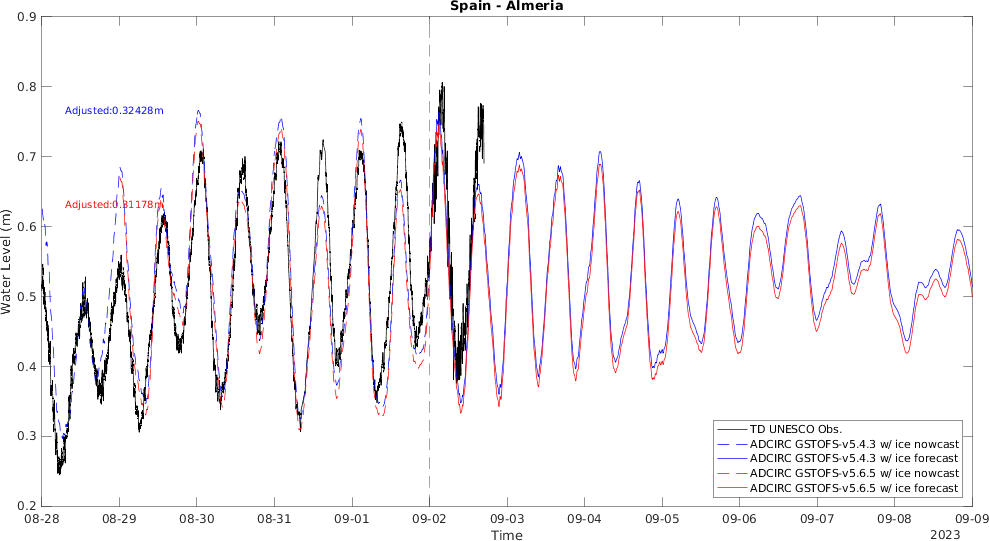 Spain - Almeria
0.9
0.8
0.7
0.6
0.5
0.4
0.3
0.2
Water Level (m)
Adjusted:0.32428m
Adjusted:0.31178m
TD UNESCO Obs.
ADCIRC GSTOFS-v5.4.3 w/ ice nowcast
ADCIRC GSTOFS-v5.4.3 w/ ice forecast
ADCIRC GSTOFS-v5.6.5 w/ ice nowcast
ADCIRC GSTOFS-v5.6.5 w/ ice forecast
08-28 08-29 08-30 08-31 09-01 09-02 09-03 09-04 09-05 09-06 09-07 09-08 09-09
Time
2023